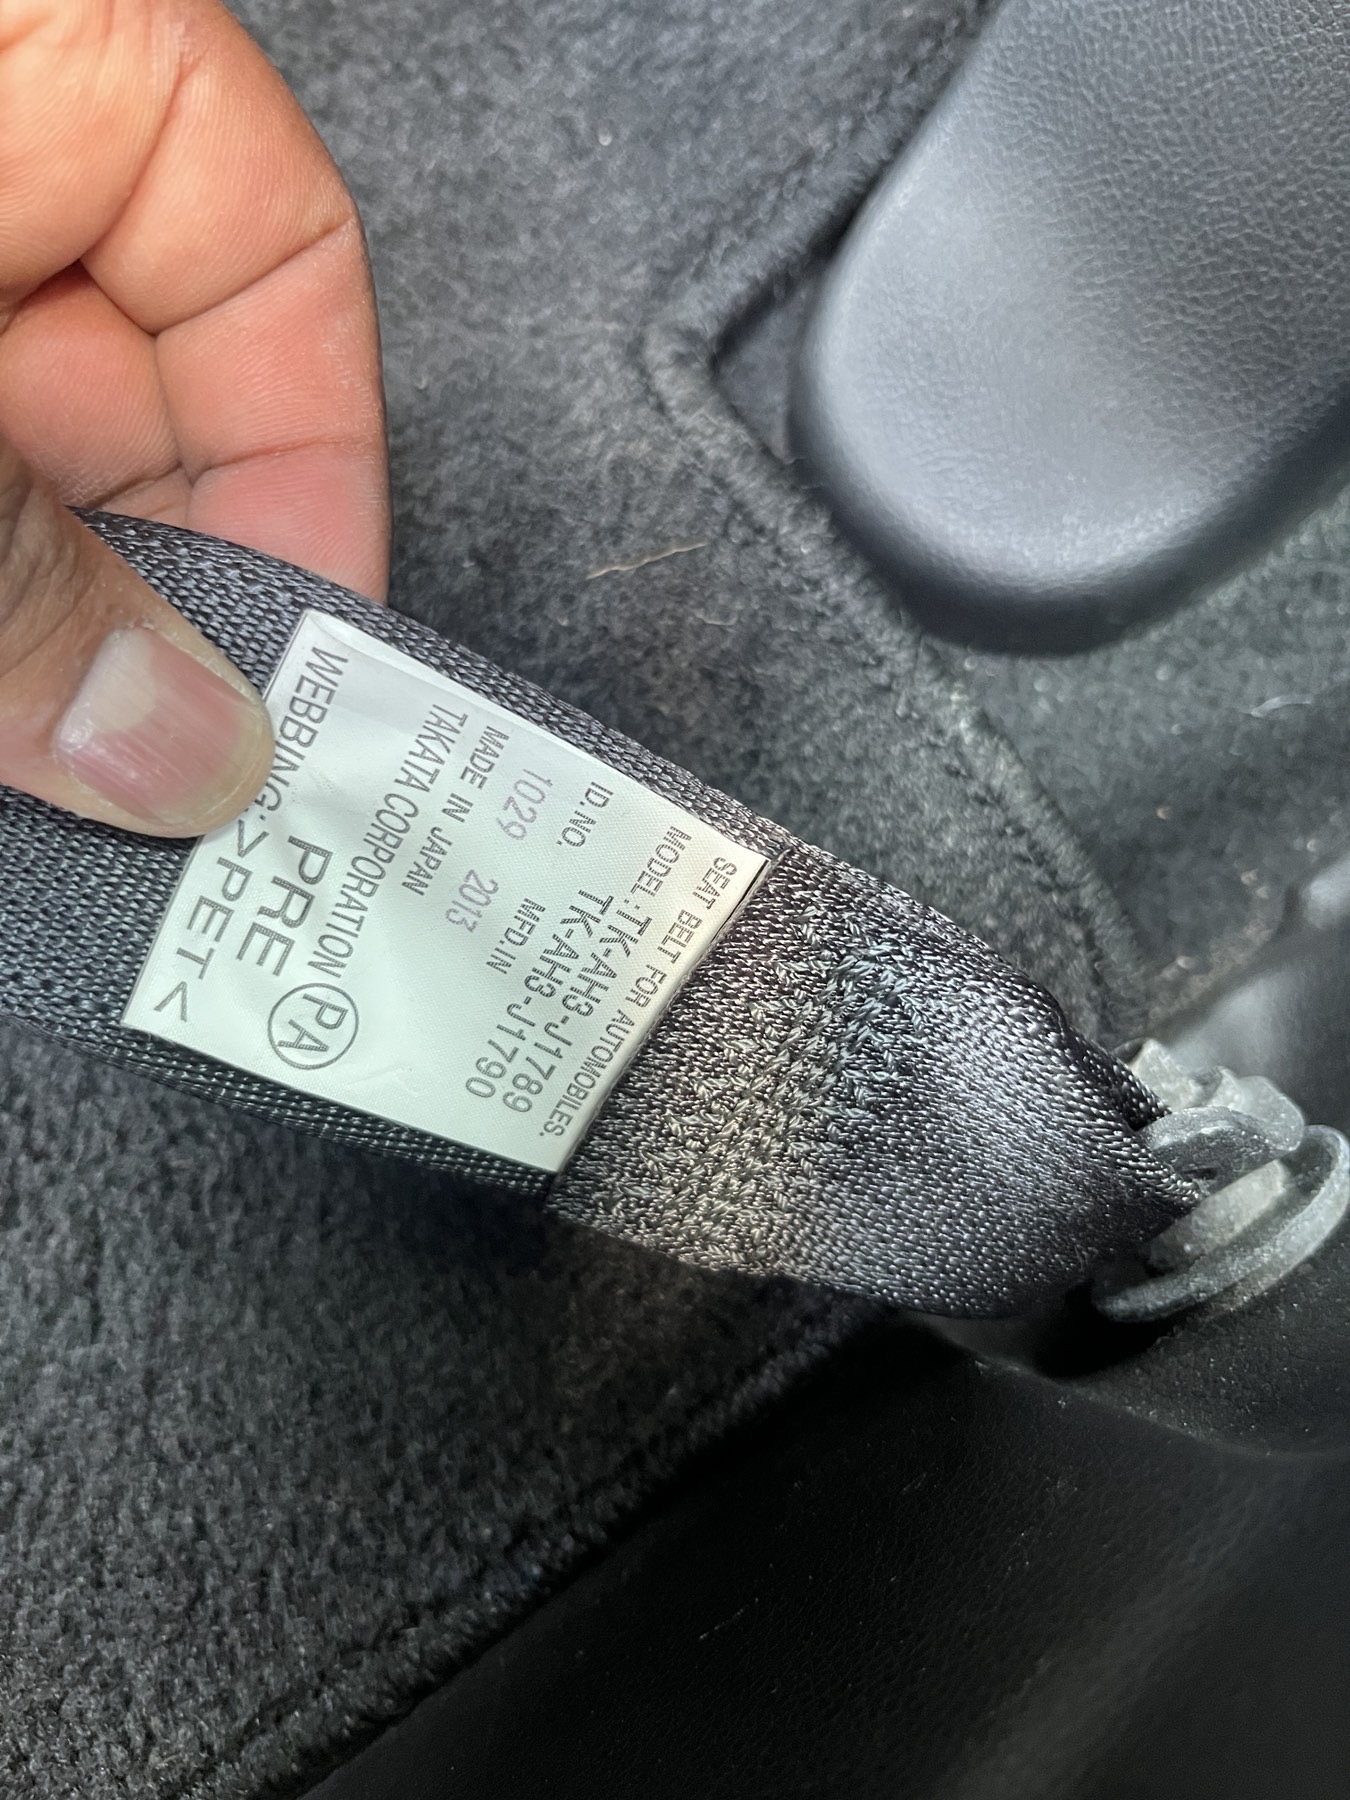 SEAT BELT FOR AUTOMOBILES.
MODEL:TK-AH3-J1789
TK-AH3-J1790
ID.NO. MFD.IN
1029 2013
MADE IN JAPAN
TAKATA CORPORATION PA
PRE
WEBBING:>PET<